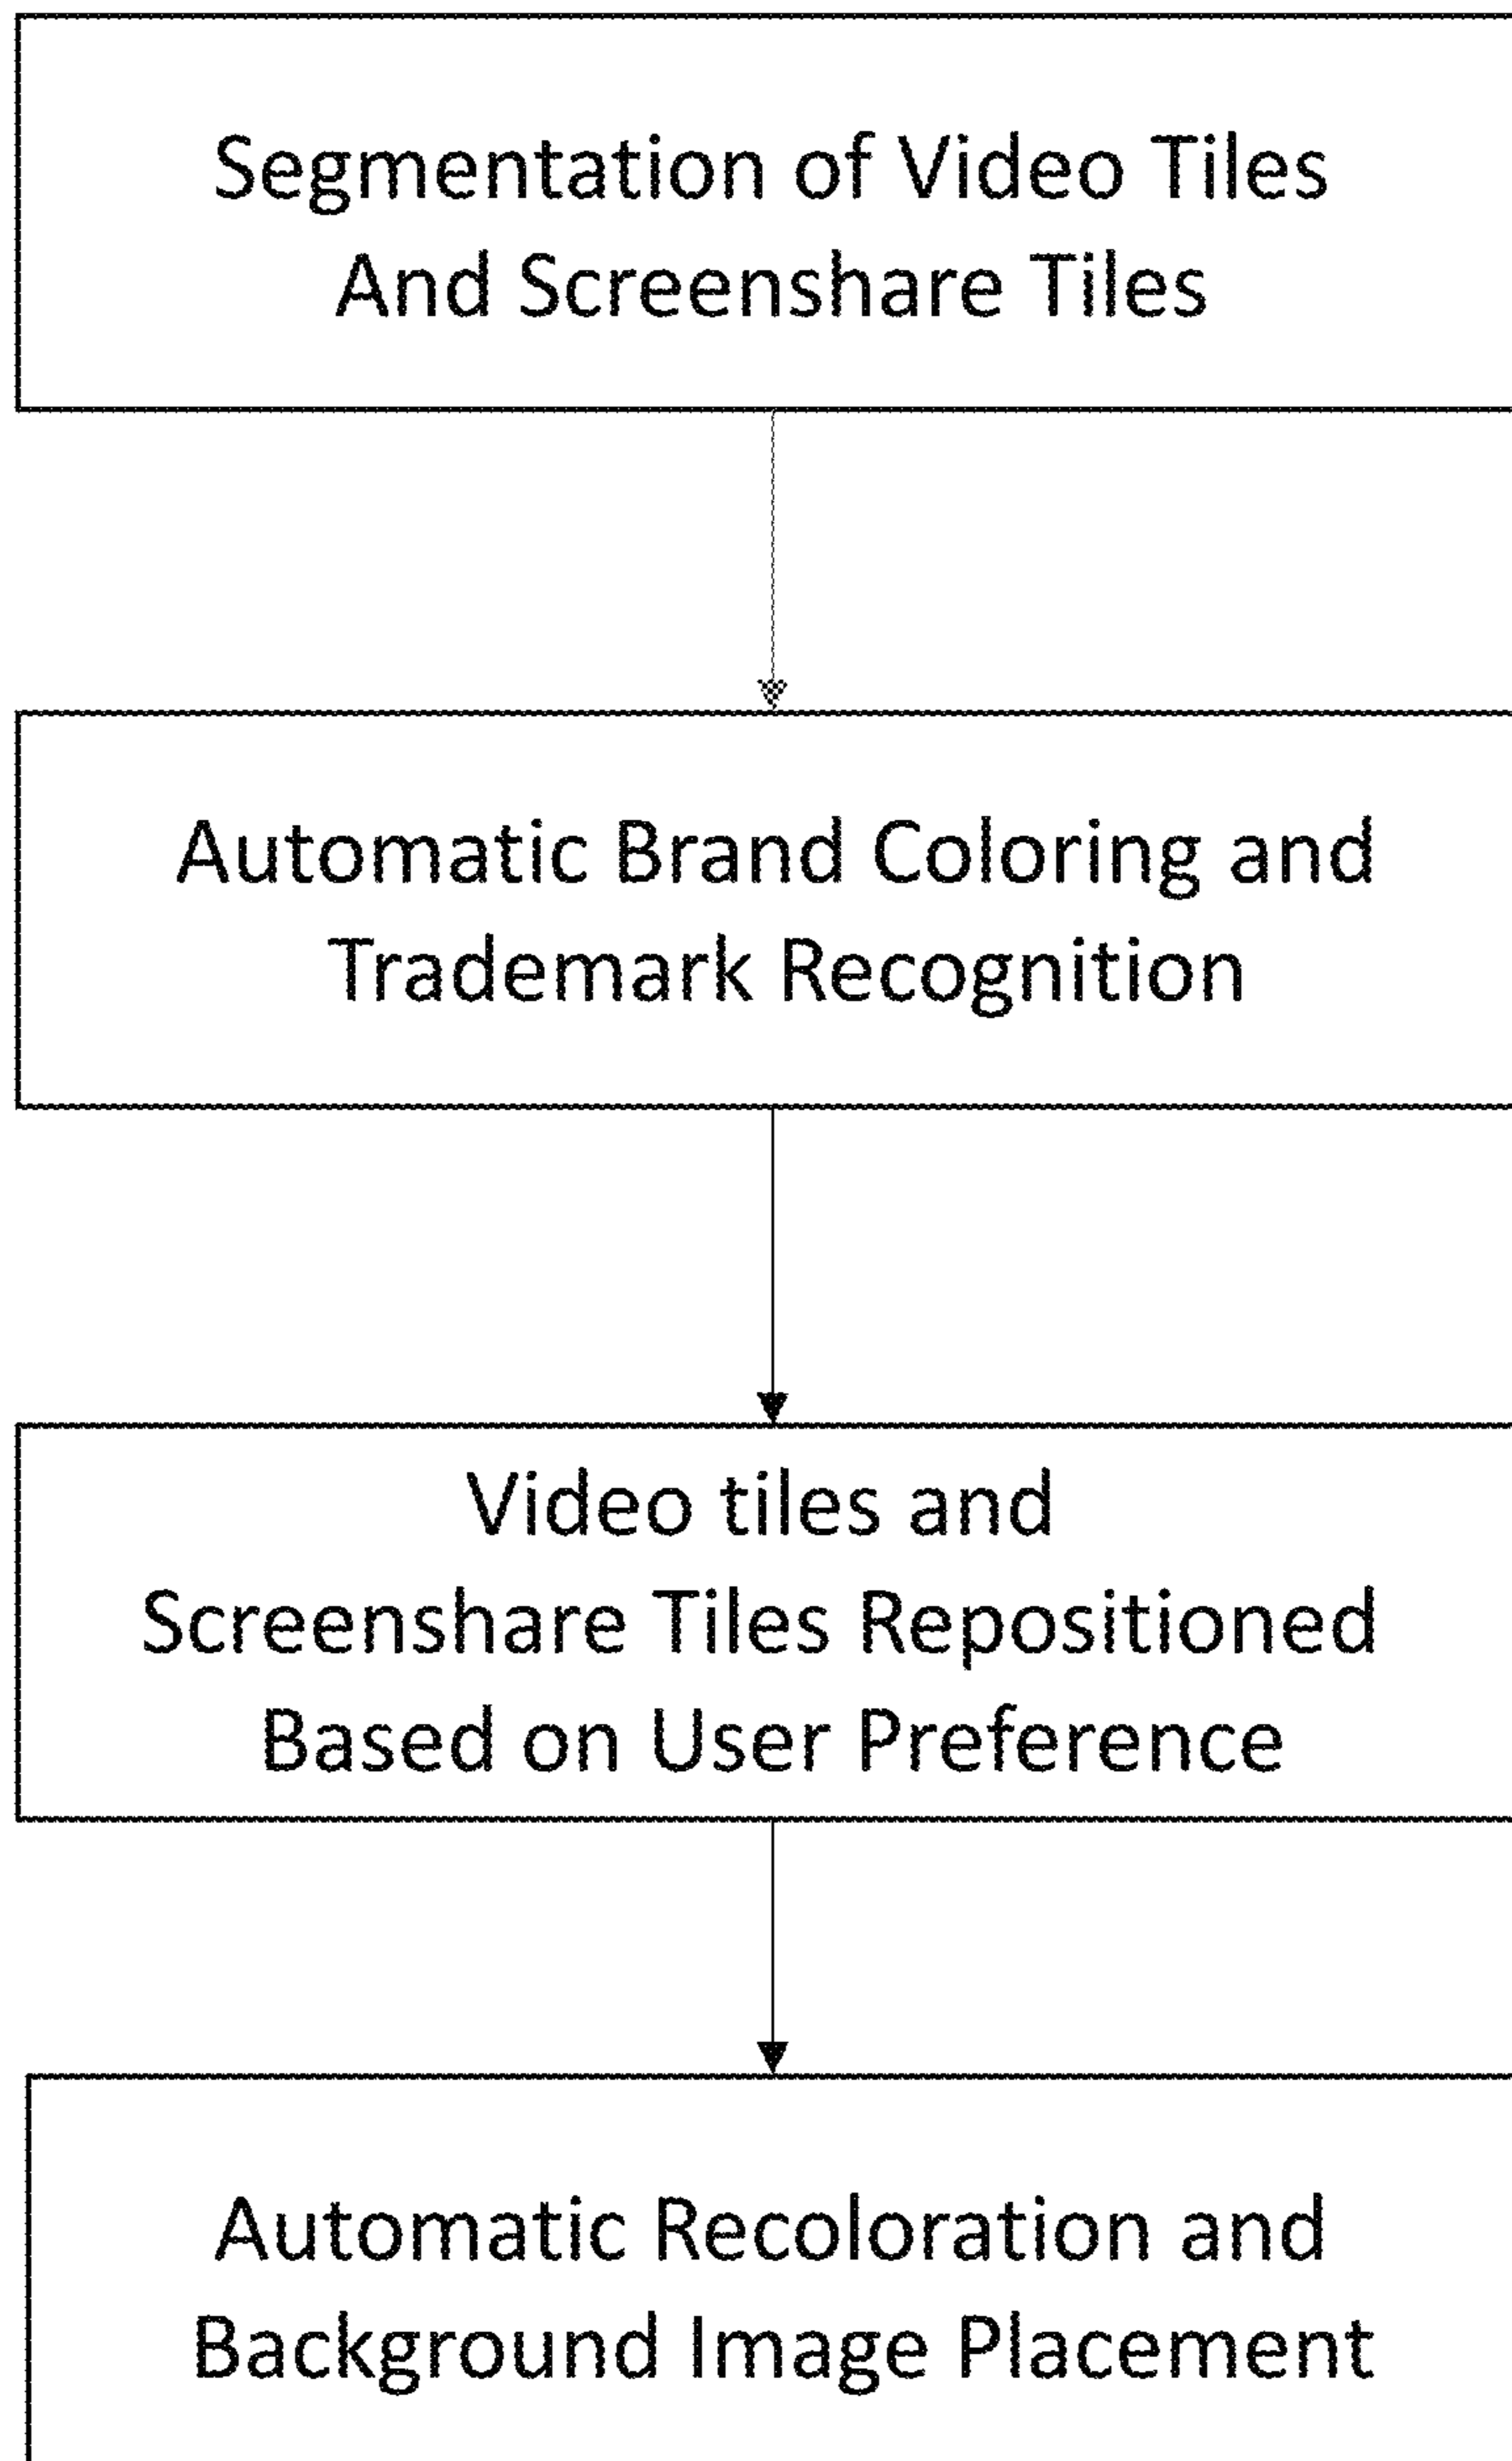 Segmentation of Video Tiles
And Screenshare Tiles
Automatic Brand Coloring and
Trademark Recognition
Video tiles and
Screenshare Tiles Repositioned
Based on User Preference
Automatic Recoloration and
Background Image Placement